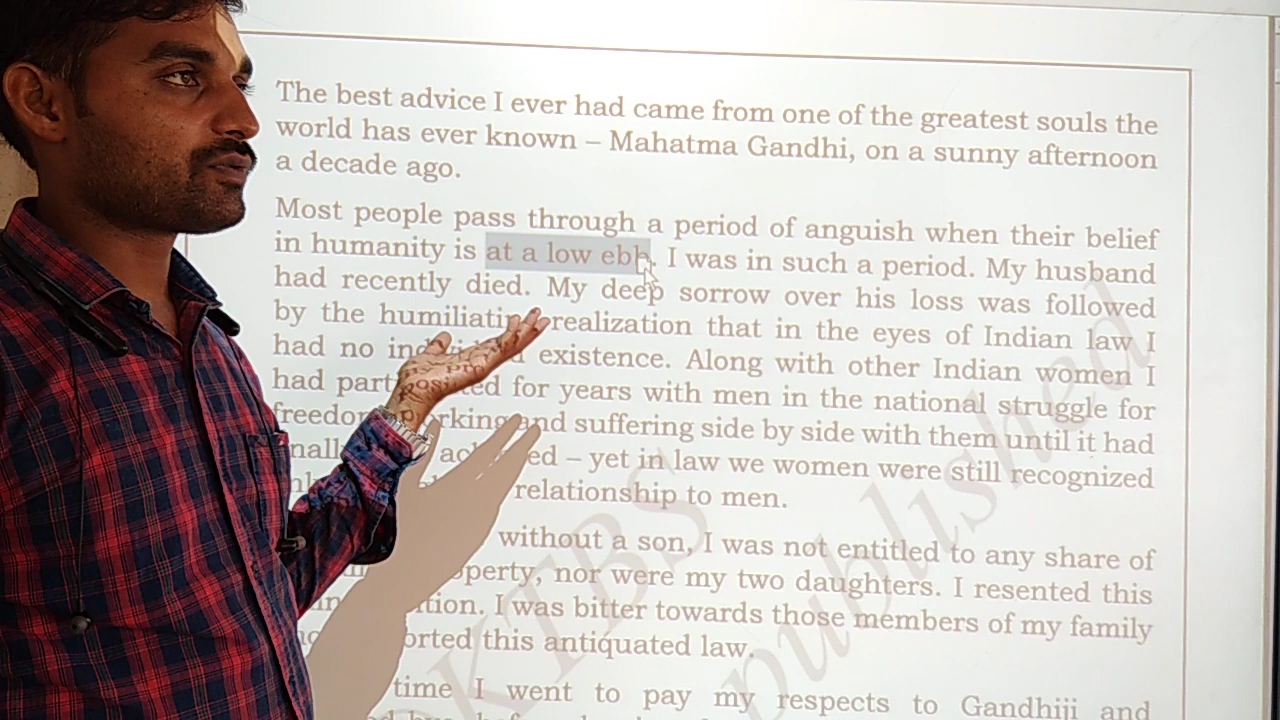 The best advice I ever had came from one of the greatest souls the
world has ever known – Mahatma Gandhi, on a sunny afternoon
a decade ago.
Most people pass through a period of anguish when their belief
in humanity is at a low ebb. I was in such a period. My husband
had recently died. My deep sorrow over his loss was followed
by the humiliating realization that in the eyes of Indian law I
had no existence. Along with other Indian women I
had for years with men in the national struggle for
and suffering side by side with them until it had
– yet in law we women were still recognized
relationship to men.
without a son, I was not entitled to any share of
nor were my two daughters. I resented this
I was bitter towards those members of my family
this antiquated law.
time I went to pay my respects to Gandhiji and
KTBS
published